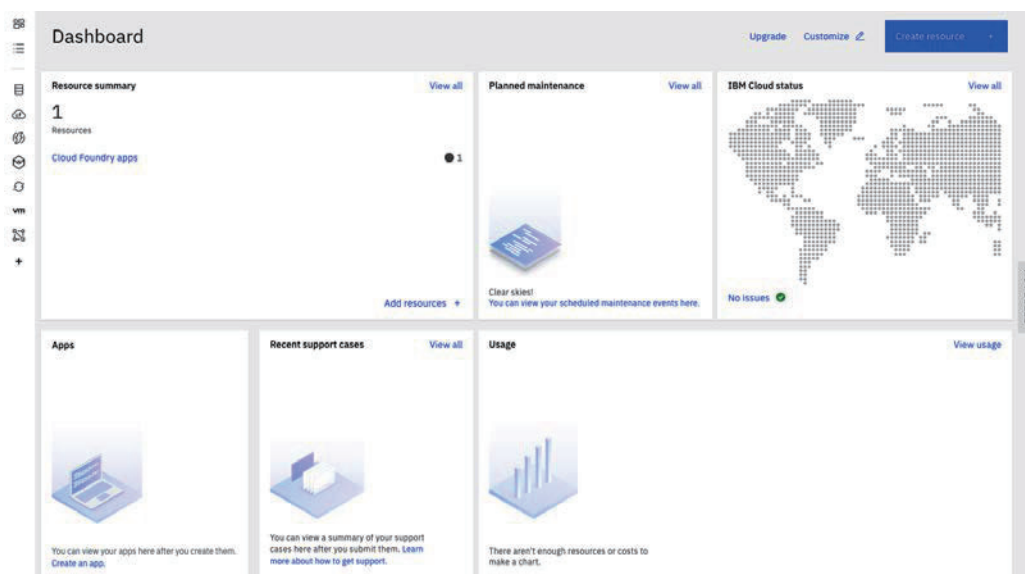 Dashboard
Upgrade
Customize
Create resource +
Resource summary
View all
1
Resources
Cloud Foundry apps
1
Add resources +
Planned maintenance
View all
Clear skies!
You can view your scheduled maintenance events here.
IBM Cloud status
View all
No issues
vm
+
Apps
You can view your apps here after you create them.
Create an app.
Recent support cases
View all
You can view a summary of your support
cases here after you submit them. Learn
more about how to get support.
Usage
View usage
There aren't enough resources or costs to
make a chart.